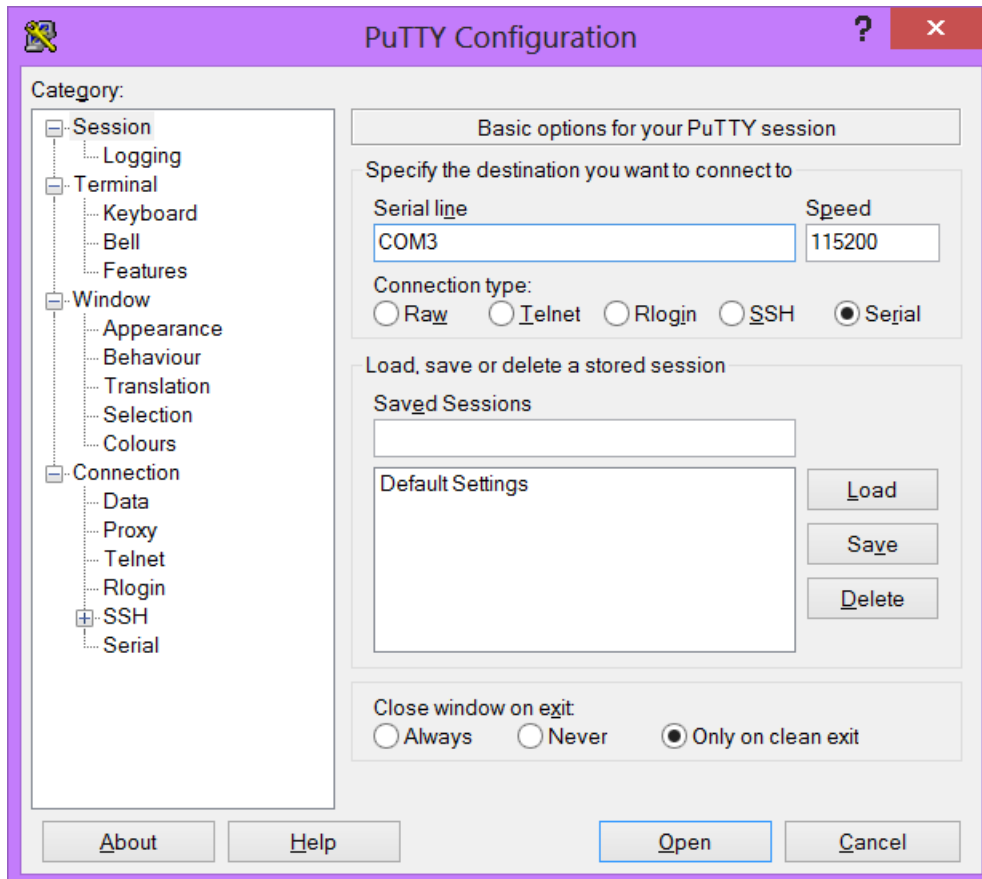 PuTTY Configuration
?
x
Category:
Session
Logging
Terminal
Keyboard
Bell
Features
Window
Appearance
Behaviour
Translation
Selection
Colours
Connection
Data
Proxy
Telnet
Rlogin
SSH
Serial
Basic options for your PuTTY session
Specify the destination you want to connect to
Serial line Speed
COM3 115200
Connection type:
Raw Telnet Rlogin SSH Serial
Load, save or delete a stored session
Saved Sessions
Default Settings
Load
Save
Delete
Close window on exit:
Always Never Only on clean exit
About Help Open Cancel